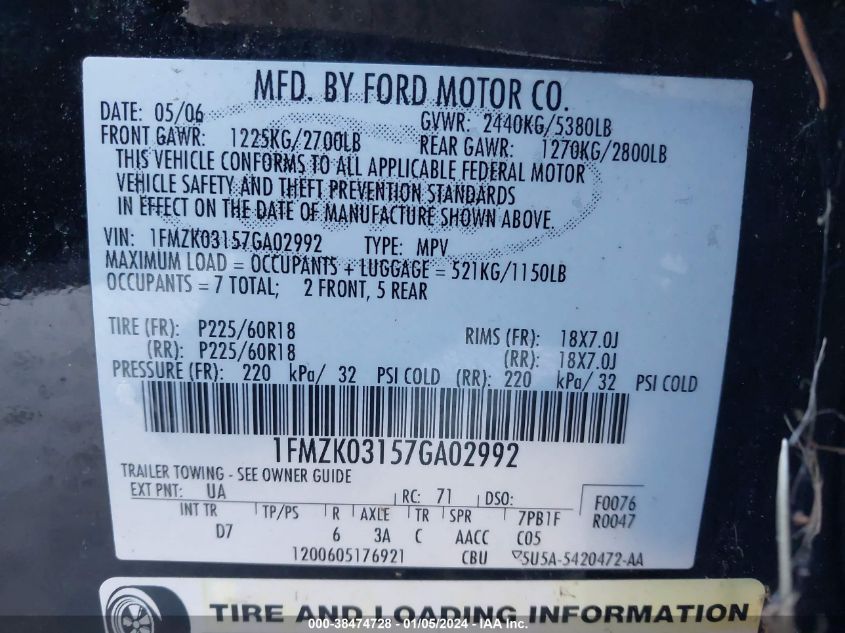 MFD. BY FORD MOTOR CO.
DATE: 05/06 GVWR: 2440KG/5380LB
FRONT GAWR: 1225KG/2700LB REAR GAWR: 1270KG/2800LB
THIS VEHICLE CONFORMS TO ALL APPLICABLE FEDERAL MOTOR
VEHICLE SAFETY AND THEFT PREVENTION STANDARDS
IN EFFECT ON THE DATE OF MANUFACTURE SHOWN ABOVE.
VIN: 1FMZK03157GA02992 TYPE: MPV
MAXIMUM LOAD = OCCUPANTS + LUGGAGE = 521KG/1150LB
OCCUPANTS = 7 TOTAL; 2 FRONT, 5 REAR
TIRE (FR): P225/60R18 RIMS (FR): 18X7.0J
(RR): P225/60R18 (RR): 18X7.0J
PRESSURE (FR): 220 kPa/ 32 PSI COLD (RR): 220 kPa/ 32 PSI COLD
1FMZK03157GA02992
TRAILER TOWING - SEE OWNER GUIDE
EXT PNT: UA RC: 71 DSO: F0076
INT TR TP/PS R AXLE TR SPR 7PB1F R0047
D7 6 3A C AACC C05
1200605176921 CBU 5U5A-5420472-AA
TIRE AND LOADING INFORMATION
000-38474728 - 01/05/2024 - IAA Inc.